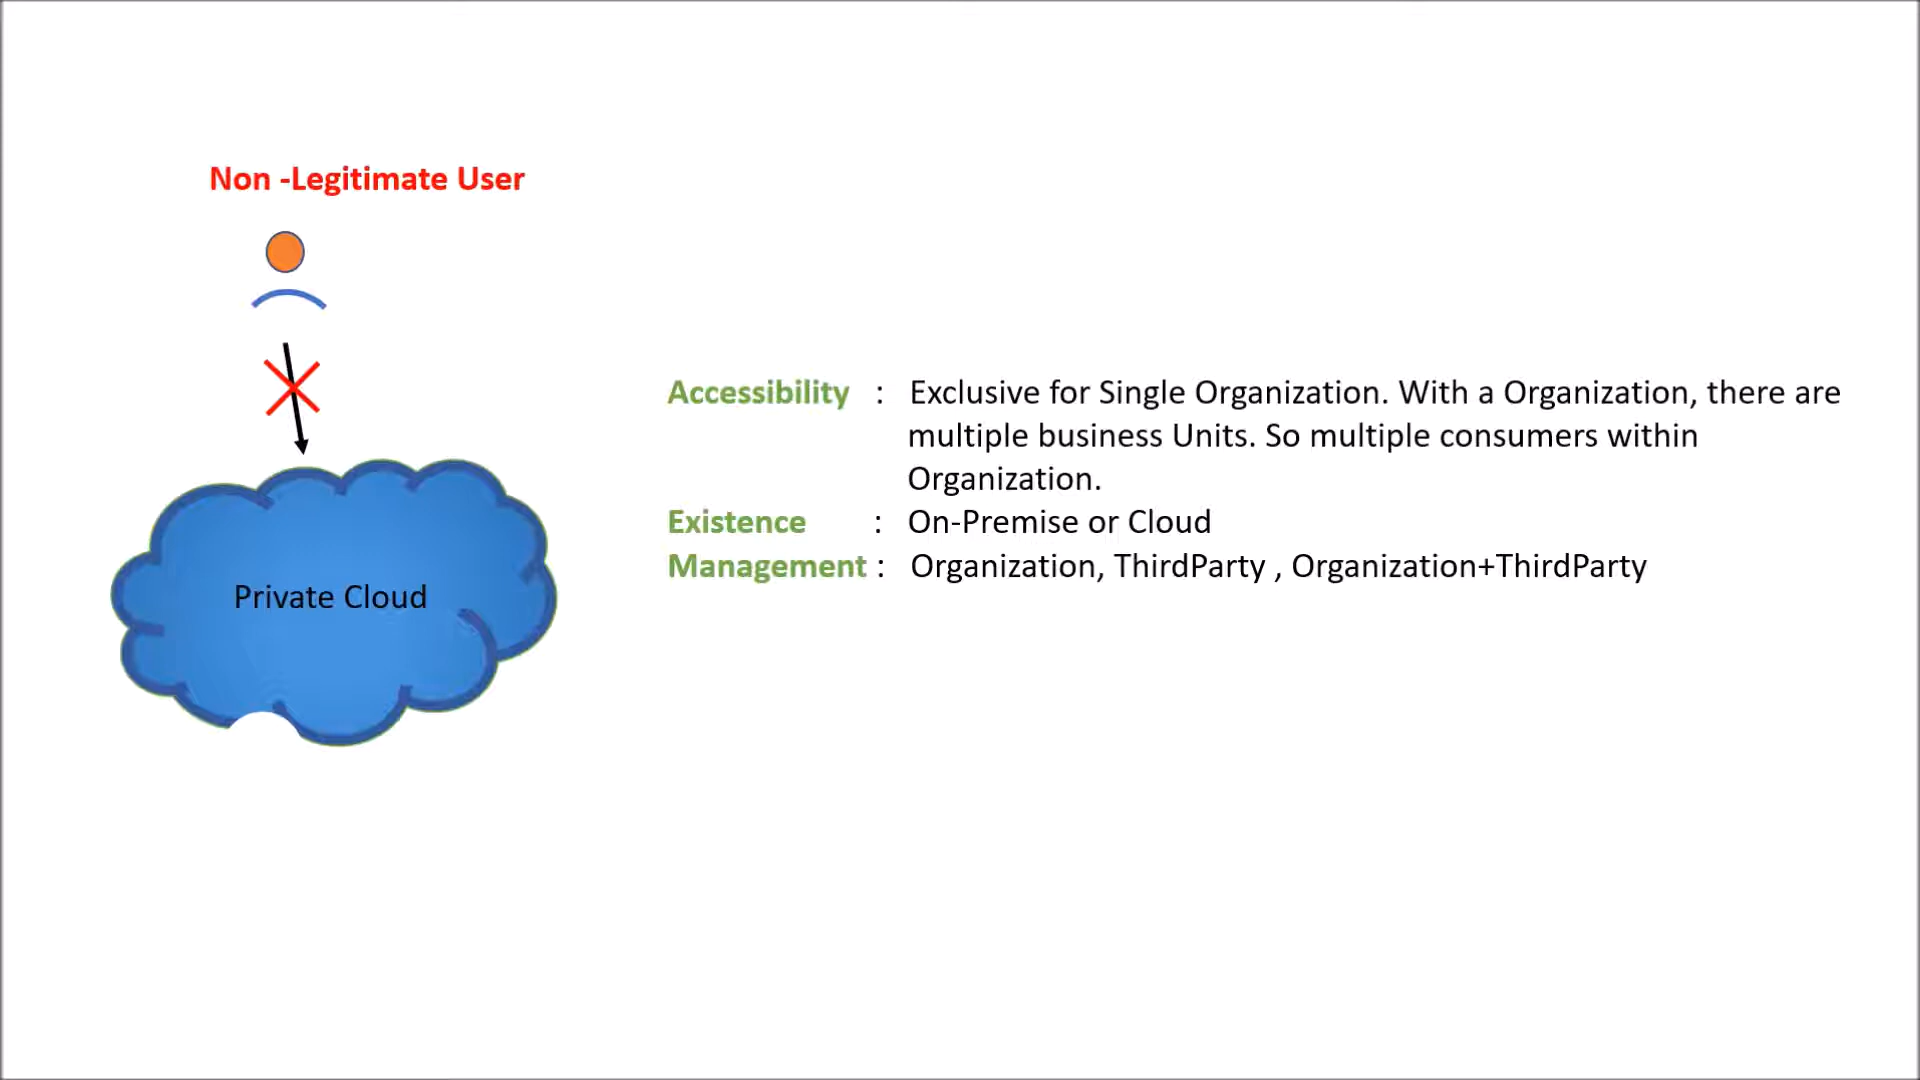 Non -Legitimate User
Accessibility : Exclusive for Single Organization. With a Organization, there are
multiple business Units. So multiple consumers within
Organization.
Existence : On-Premise or Cloud
Management : Organization, ThirdParty , Organization+ThirdParty
Private Cloud